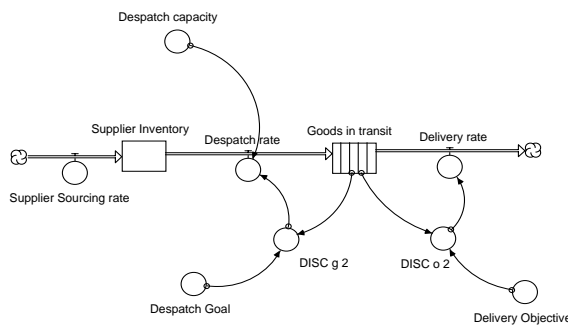 Despatch capacity
Supplier Inventory
Despatch rate
Goods in transit
Delivery rate
Supplier Sourcing rate
DISC g 2
DISC o 2
Despatch Goal
Delivery Objective